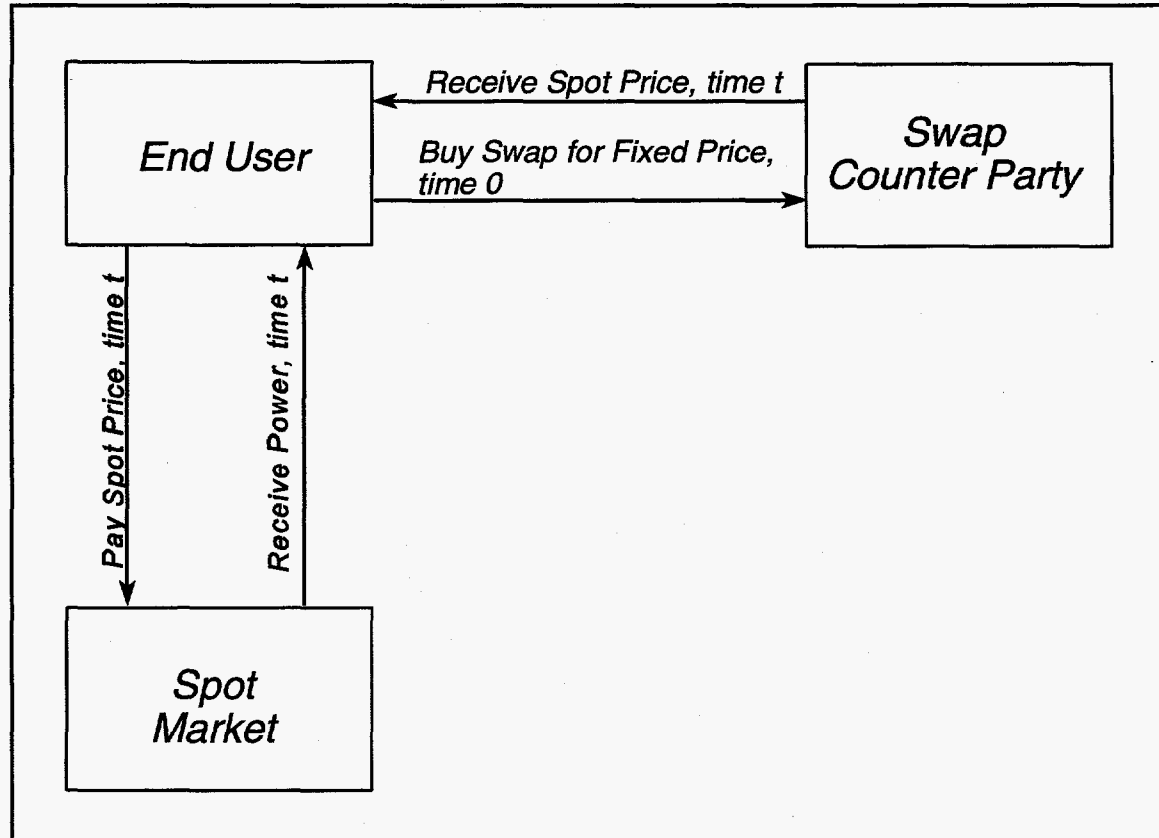 Receive Spot Price, time t
End User
Swap
Counter Party
Buy Swap for Fixed Price,
time 0
Pay Spot Price, time t
Receive Power, time t
Spot
Market